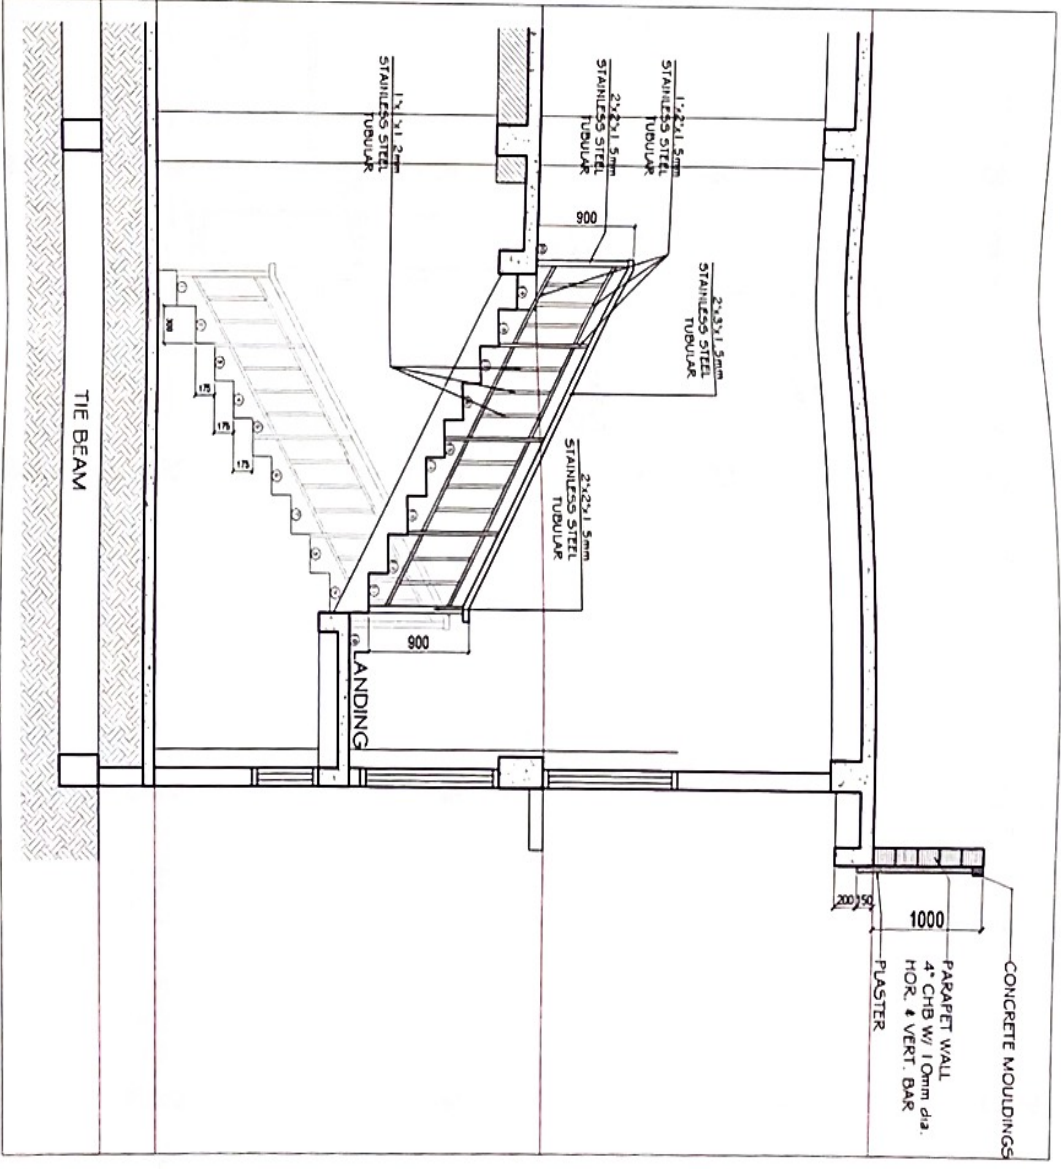 CONCRETE MOULDINGS
PARAPET WALL
4" CHB W/ 10mm dia.
HOR. & VERT. BAR
PLASTER
1000
200
150
1"x2"x1.5mm
STAINLESS STEEL
TUBULAR
2"x2"x1.5mm
STAINLESS STEEL
TUBULAR
2"x3"x1.5mm
STAINLESS STEEL
TUBULAR
900
1"x1"x1.2mm
STAINLESS STEEL
TUBULAR
2"x2"x1.5mm
STAINLESS STEEL
TUBULAR
900
LANDING
300
175
175
175
TIE BEAM